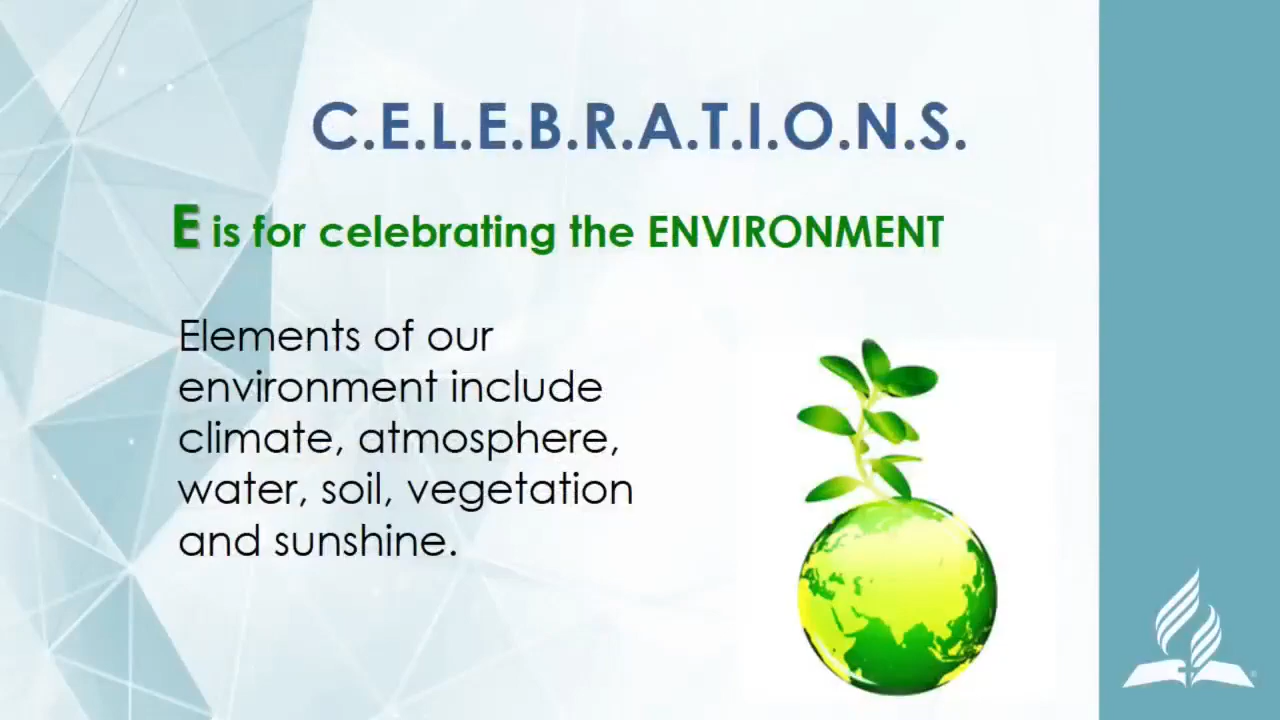 C.E.L.E.B.R.A.T.I.O.N.S.
E is for celebrating the ENVIRONMENT
Elements of our
environment include
climate, atmosphere,
water, soil, vegetation
and sunshine.